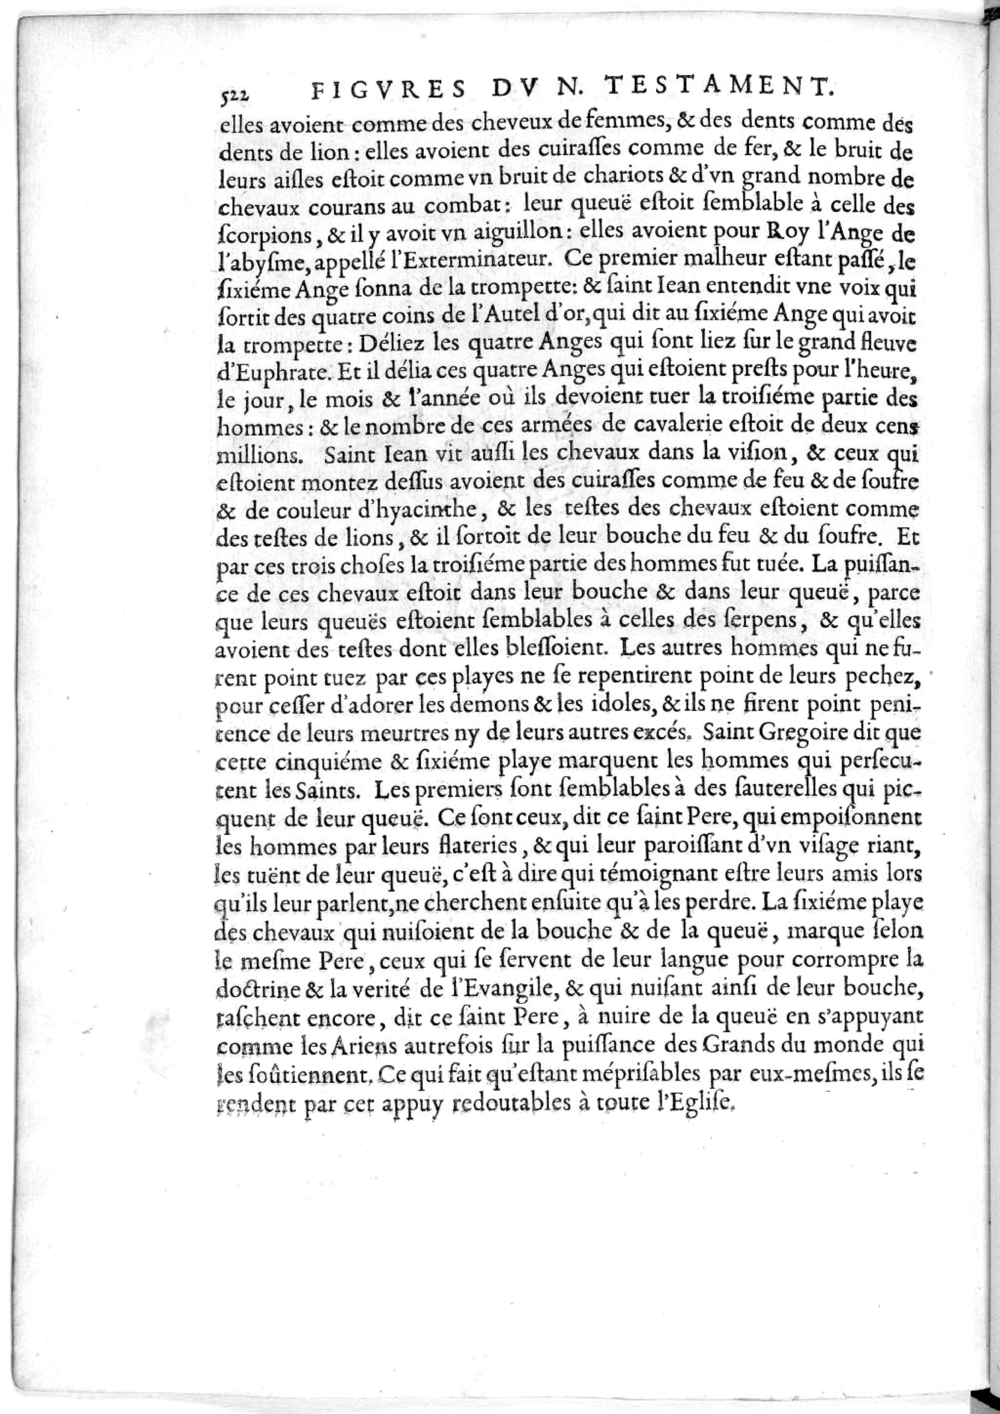 522 FIGVRES DV N. TESTAMENT.
elles avoient comme des cheveux de femmes, & des dents comme des
dents de lion : elles avoient des cuiraſſes comme de fer, & le bruit de
leurs aiſles eſtoit comme vn bruit de chariots & d'vn grand nombre de
chevaux courans au combat : leur queuë eſtoit ſemblable à celle des
ſcorpions, & il y avoit vn aiguillon : elles avoient pour Roy l'Ange de
l'abyſme, appellé l'Exterminateur. Ce premier malheur eſtant paſſé, le
ſixiéme Ange ſonna de la trompette : & ſaint Iean entendit vne voix qui
ſortit des quatre coins de l'Autel d'or, qui dit au ſixiéme Ange qui avoit
la trompette : Déliez les quatre Anges qui ſont liez ſur le grand fleuve
d'Euphrate. Et il délia ces quatre Anges qui eſtoient preſts pour l'heure,
le jour, le mois & l'année où ils devoient tuer la troiſiéme partie des
hommes : & le nombre de ces armées de cavalerie eſtoit de deux cens
millions. Saint Iean vit auſſi les chevaux dans la viſion, & ceux qui
eſtoient montez deſſus avoient des cuiraſſes comme de feu & de ſoufre
& de couleur d'hyacinthe, & les teſtes des chevaux eſtoient comme
des teſtes de lions, & il ſortoit de leur bouche du feu & du ſoufre. Et
par ces trois choſes la troiſiéme partie des hommes fut tuée. La puiſſan-
ce de ces chevaux eſtoit dans leur bouche & dans leur queuë, parce
que leurs queuës eſtoient ſemblables à celles des ſerpens, & qu'elles
avoient des teſtes dont elles bleſſoient. Les autres hommes qui ne fu-
rent point tuez par ces playes ne ſe repentirent point de leurs pechez,
pour ceſſer d'adorer les demons & les idoles, & ils ne firent point peni-
tence de leurs meurtres ny de leurs autres excés. Saint Gregoire dit que
cette cinquiéme & ſixiéme playe marquent les hommes qui perſecu-
tent les Saints. Les premiers ſont ſemblables à des ſauterelles qui pic-
quent de leur queuë. Ce ſont ceux, dit ce ſaint Pere, qui empoiſonnent
les hommes par leurs flateries, & qui leur paroiſſant d'vn viſage riant,
les tuënt de leur queuë, c'eſt à dire qui témoignant eſtre leurs amis lors
qu'ils leur parlent, ne cherchent enſuite qu'à les perdre. La ſixiéme playe
des chevaux qui nuiſoient de la bouche & de la queuë, marque ſelon
le meſme Pere, ceux qui ſe ſervent de leur langue pour corrompre la
doctrine & la verité de l'Evangile, & qui nuiſant ainſi de leur bouche,
taſchent encore, dit ce ſaint Pere, à nuire de la queuë en s'appuyant
comme les Ariens autrefois ſur la puiſſance des Grands du monde qui
les ſoûtiennent. Ce qui fait qu'eſtant mépriſables par eux-meſmes, ils ſe
rendent par cet appuy redoutables à toute l'Egliſe.